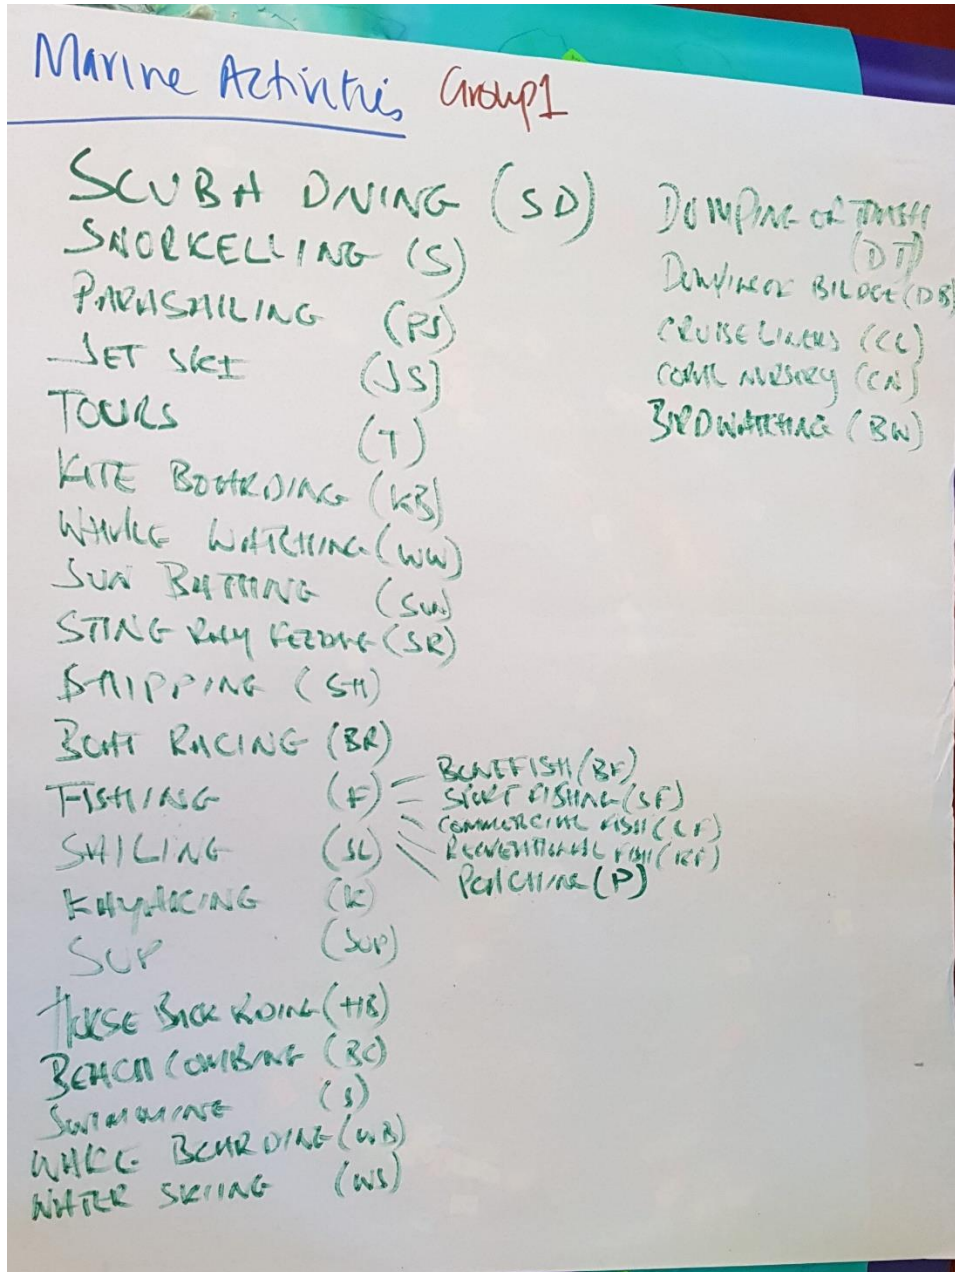 Marine Activities Group 1
SCUBA DIVING (SD)
SNORKELLING (S)
PARASAILING (PS)
JET SKI (JS)
TOURS (T)
KITE BOARDING (KB)
WHALE WATCHING (WW)
SUN BATHING (SUN)
STING RAY FEEDING (SR)
SHIPPING (SH)
BOAT RACING (BR)
FISHING (F)
SAILING (SL)
KAYAKING (K)
SUP (SUP)
HORSE BACK RIDING (HB)
BEACH COMBING (BC)
SWIMMING (S)
WAKE BOARDING (WB)
WATER SKIING (WS)
BONEFISH (BF)
SPORT FISHING (SF)
COMMERCIAL FISH (CF)
RECREATIONAL FISH (RF)
POACHING (P)
DUMPING OF TRASH
(DT)
DUMPING OF BILGE (DB)
CRUISE LINERS (CL)
CORAL NURSERY (CN)
BIRDWATCHING (BW)